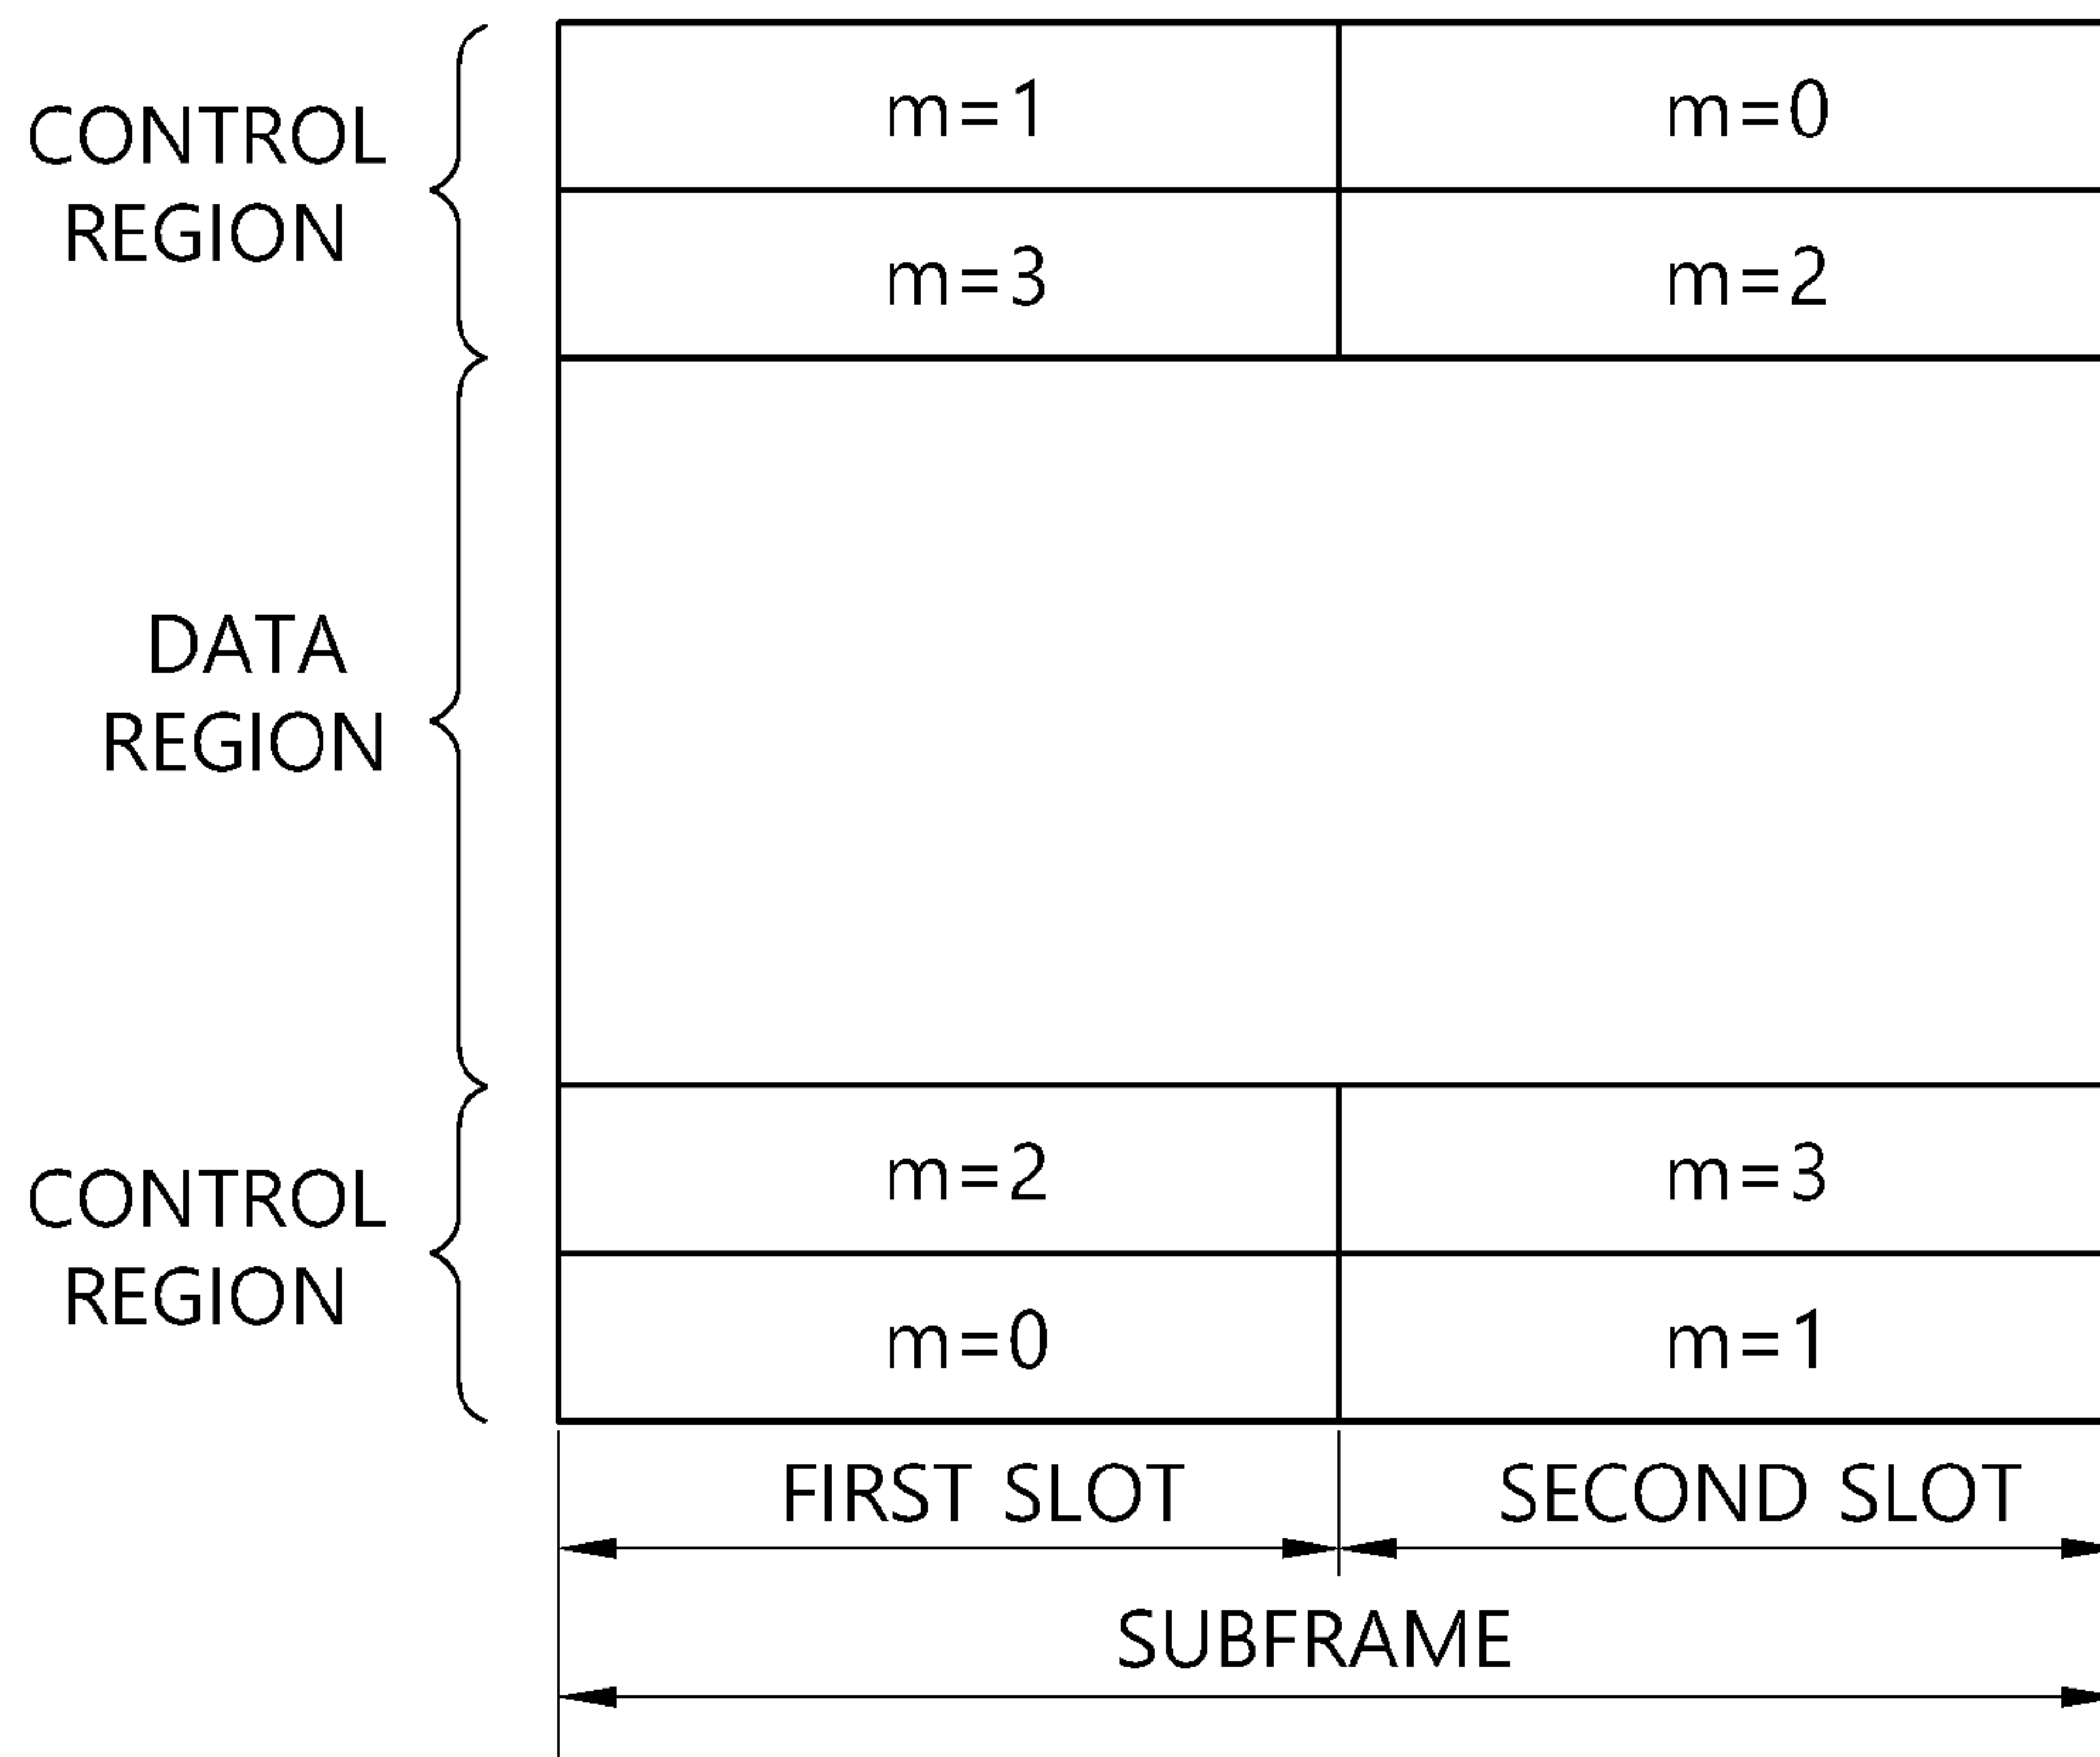 CONTROL
REGION
m=1 m=0
m=3 m=2
DATA
REGION
CONTROL
REGION
m=2 m=3
m=0 m=1
FIRST SLOT SECOND SLOT
SUBFRAME